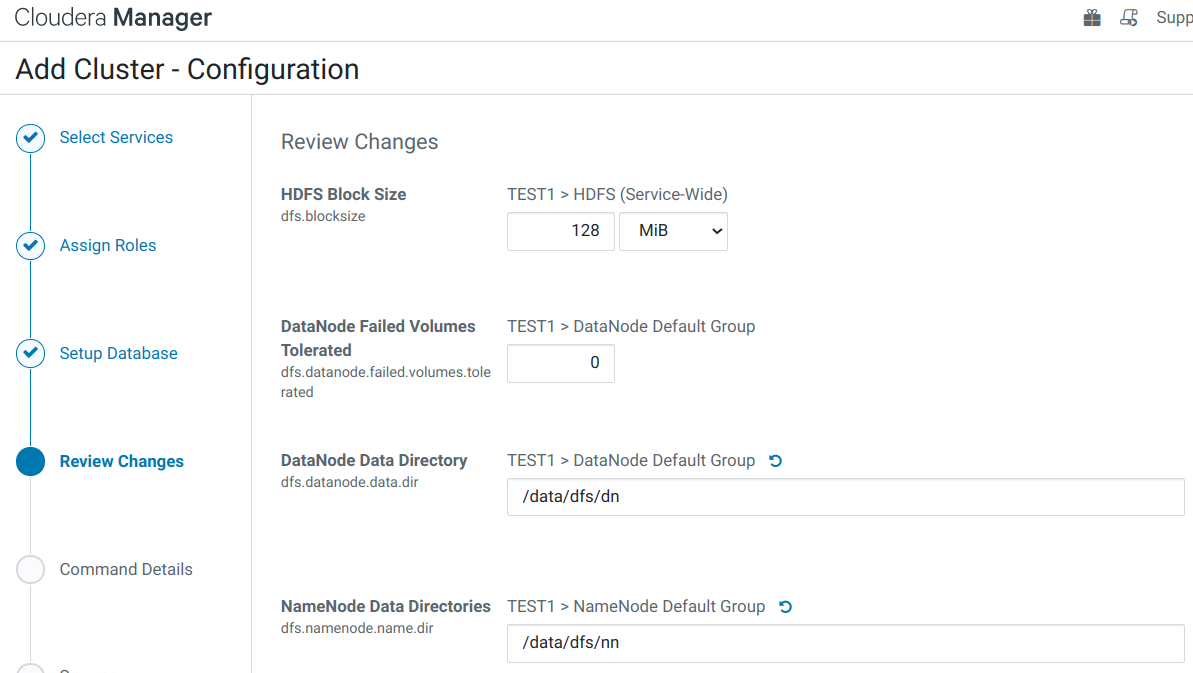 Cloudera Manager
Supp
Add Cluster - Configuration
Select Services
Assign Roles
Setup Database
Review Changes
Command Details
Review Changes
HDFS Block Size
dfs.blocksize
TEST1 > HDFS (Service-Wide)
128 MiB
DataNode Failed Volumes
Tolerated
dfs.datanode.failed.volumes.tole
rated
TEST1 > DataNode Default Group
0
DataNode Data Directory
dfs.datanode.data.dir
TEST1 > DataNode Default Group
/data/dfs/dn
NameNode Data Directories
dfs.namenode.name.dir
TEST1 > NameNode Default Group
/data/dfs/nn